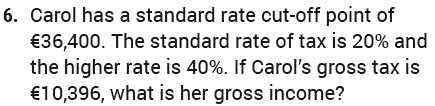 6. Carol has a standard rate cut-off point of
€36,400. The standard rate of tax is 20% and
the higher rate is 40%. If Carol’s gross tax is
€10,396, what is her gross income?